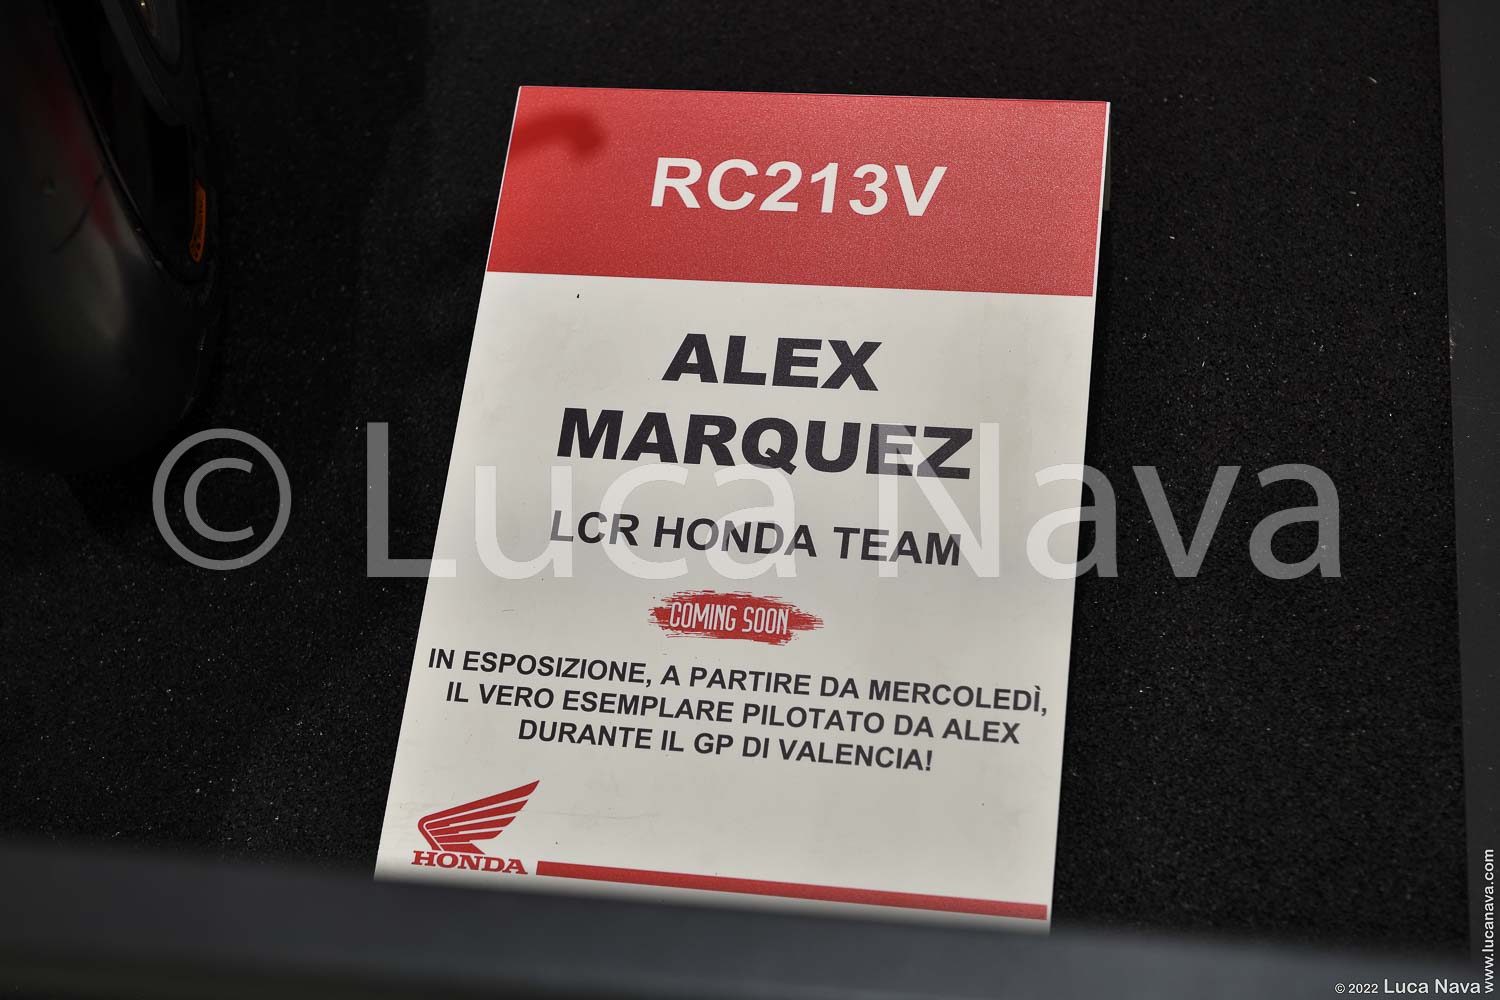 RC213V
ALEX
MARQUEZ
LCR HONDA TEAM
COMING SOON
IN ESPOSIZIONE, A PARTIRE DA MERCOLEDÌ,
IL VERO ESEMPLARE PILOTATO DA ALEX
DURANTE IL GP DI VALENCIA!
HONDA
© Luca Nava
© 2022 Luca Nava
www.lucanava.com